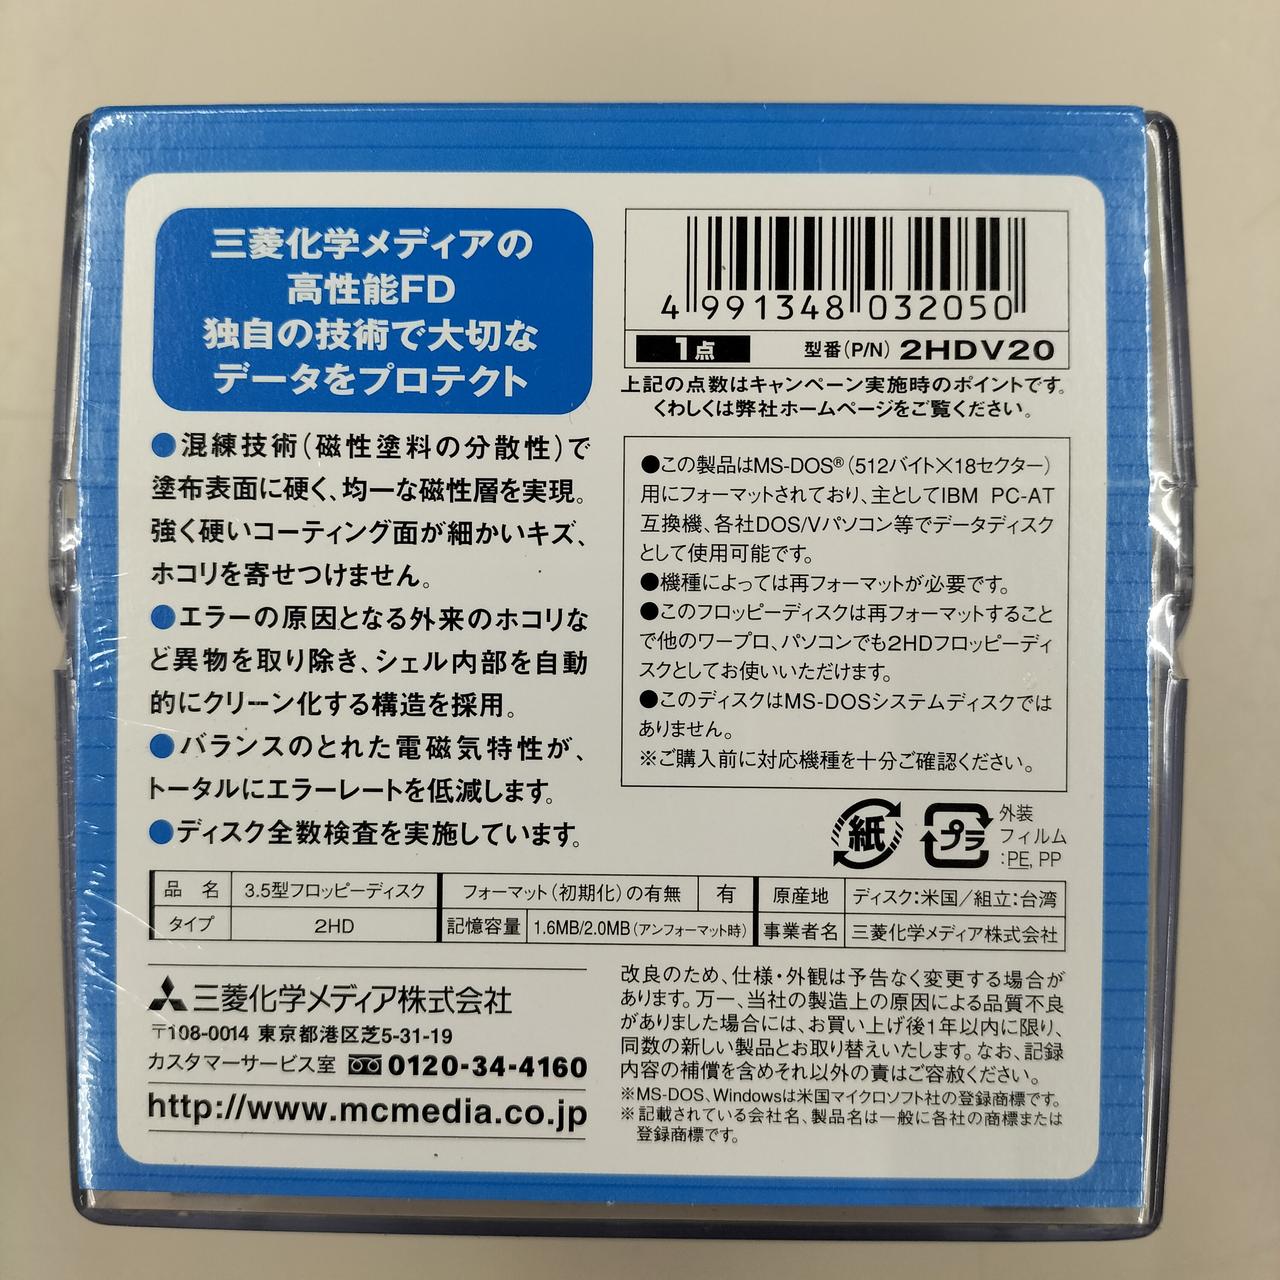 三菱化学メディアの
高性能FD
独自の技術で大切な
データをプロテクト
●混練技術(磁性塗料の分散性)で
塗布表面に硬く、均一な磁性層を実現。
強く硬いコーティング面が細かいキズ、
ホコリを寄せつけません。
●エラーの原因となる外来のホコリな
ど異物を取り除き、シェル内部を自動
的にクリーン化する構造を採用。
●バランスのとれた電磁気特性が、
トータルにエラーレートを低減します。
●ディスク全数検査を実施しています。
4 991348 032050
1点 型番(P/N) 2HDV20
上記の点数はキャンペーン実施時のポイントです。
くわしくは弊社ホームページをご覧ください。
●この製品はMS-DOS®(512バイト×18セクター)
用にフォーマットされており、主としてIBM PC-AT
互換機、各社DOS/Vパソコン等でデータディスク
として使用可能です。
●機種によっては再フォーマットが必要です。
●このフロッピーディスクは再フォーマットすること
で他のワープロ、パソコンでも2HDフロッピーディ
スクとしてお使いいただけます。
●このディスクはMS-DOSシステムディスクでは
ありません。
※ご購入前に対応機種を十分ご確認ください。
紙 プラ 外装
フィルム
:PE, PP
品名 3.5型フロッピーディスク フォーマット(初期化)の有無 有 原産地 ディスク:米国/組立:台湾
タイプ 2HD 記憶容量 1.6MB/2.0MB(アンフォーマット時) 事業者名 三菱化学メディア株式会社
三菱化学メディア株式会社
〒108-0014 東京都港区芝5-31-19
カスタマーサービス室 0120-34-4160
http://www.mcmedia.co.jp
改良のため、仕様・外観は予告なく変更する場合が
あります。万一、当社の製造上の原因による品質不良
がありました場合には、お買い上げ後1年以内に限り、
同数の新しい製品とお取り替えいたします。なお、記録
内容の補償を含めそれ以外の責はご容赦ください。
※MS-DOS、Windowsは米国マイクロソフト社の登録商標です。
※記載されている会社名、製品名は一般に各社の商標または
登録商標です。